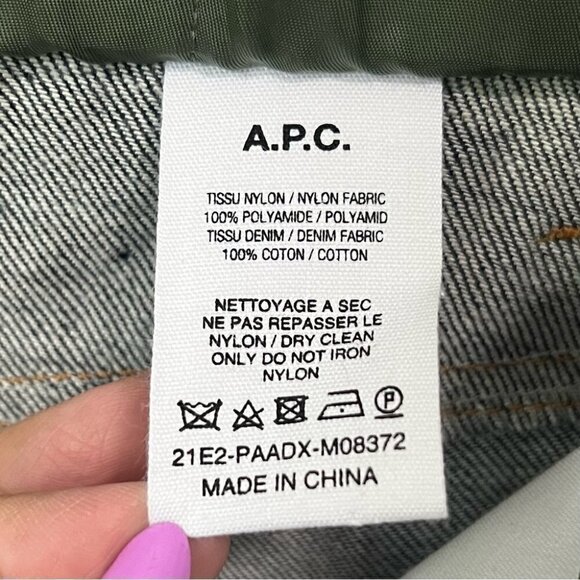 A.P.C.
TISSU NYLON / NYLON FABRIC
100% POLYAMIDE / POLYAMID
TISSU DENIM / DENIM FABRIC
100% COTON / COTTON
NETTOYAGE A SEC
NE PAS REPASSER LE
NYLON / DRY CLEAN
ONLY DO NOT IRON
NYLON
P
21E2-PAADX-M08372
MADE IN CHINA